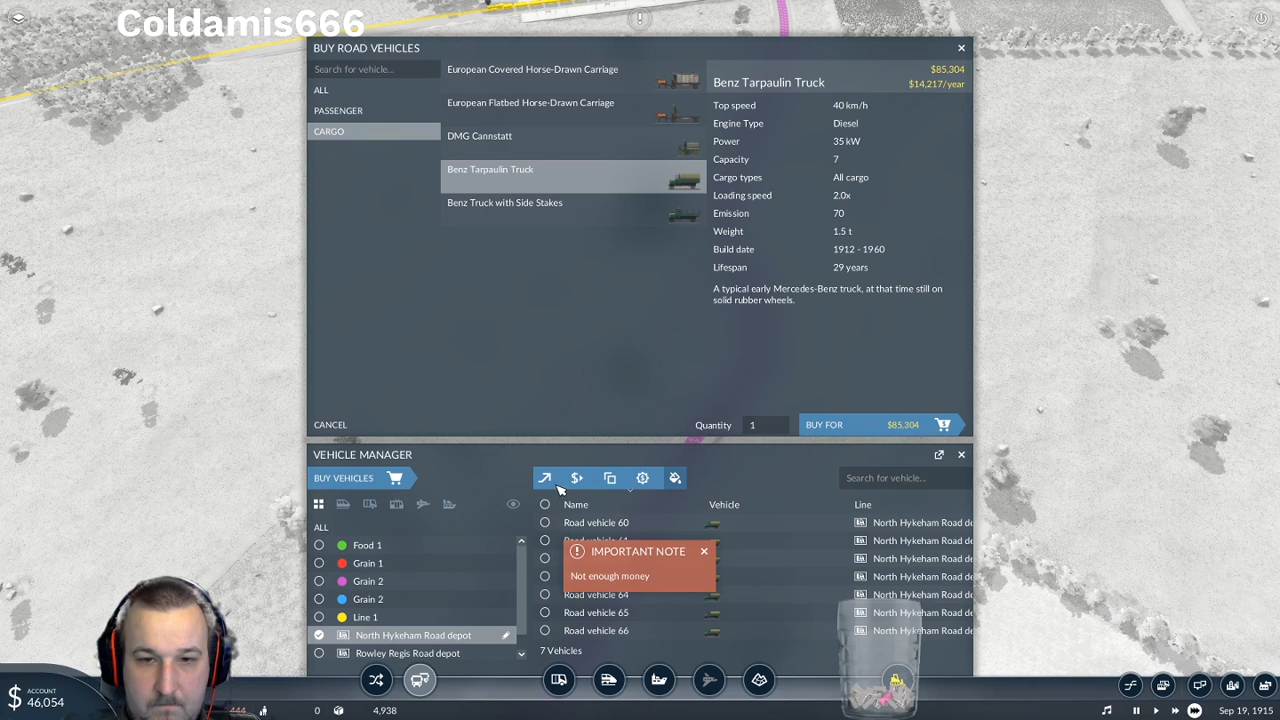 Coldamis666
BUY ROAD VEHICLES
Search for vehicle...
ALL
PASSENGER
CARGO
European Covered Horse-Drawn Carriage
European Flatbed Horse-Drawn Carriage
DMG Cannstatt
Benz Tarpaulin Truck
Benz Truck with Side Stakes
$85,304
Benz Tarpaulin Truck
$14,217/year
Top speed 40 km/h
Engine Type Diesel
Power 35 kW
Capacity 7
Cargo types All cargo
Loading speed 2.0x
Emission 70
Weight 1.5 t
Build date 1912 - 1960
Lifespan 29 years
A typical early Mercedes-Benz truck, at that time still on
solid rubber wheels.
CANCEL
Quantity 1
BUY FOR $85,304
VEHICLE MANAGER
BUY VEHICLES
Search for vehicle...
ALL
Food 1
Grain 1
Grain 2
Grain 2
Line 1
North Hykeham Road depot
Rowley Regis Road depot
Name Vehicle Line
Road vehicle 60 North Hykeham Road de
North Hykeham Road de
North Hykeham Road de
North Hykeham Road de
Road vehicle 64 North Hykeham Road de
Road vehicle 65 North Hykeham Road de
Road vehicle 66 North Hykeham Road de
7 Vehicles
IMPORTANT NOTE
Not enough money
ACCOUNT
$ 46,054
0
4,938
Sep 19, 1915